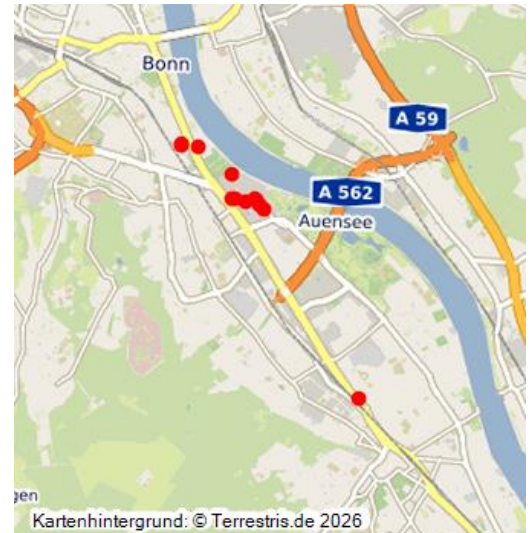 Bonn
A 59
A 562
Auensee
gen
Kartenhintergrund: © Terrestris.de 2026